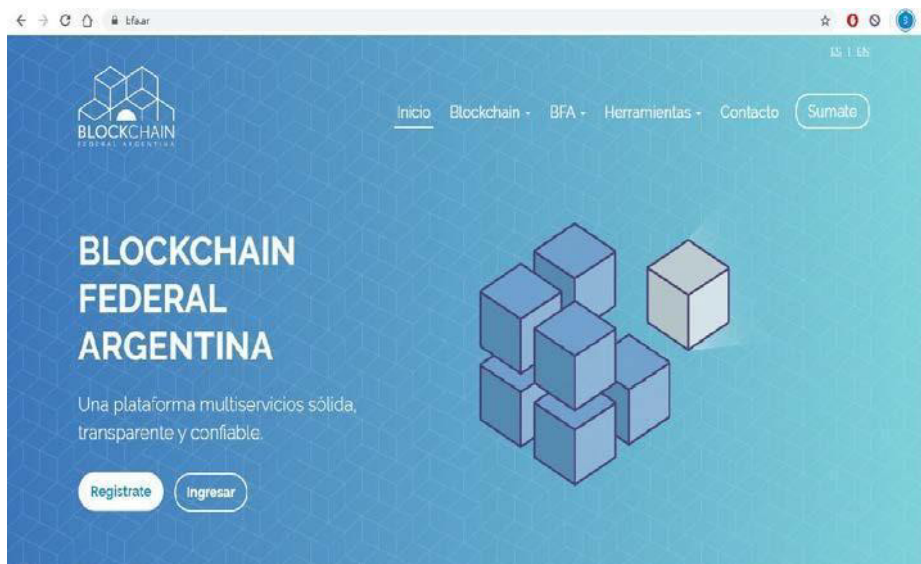 bfa.ar
ES | EN
BLOCKCHAIN
FEDERAL ARGENTINA
Inicio Blockchain BFA Herramientas Contacto Sumate
BLOCKCHAIN
FEDERAL
ARGENTINA
Una plataforma multiservicios sólida,
transparente y confiable.
Registrate Ingresar